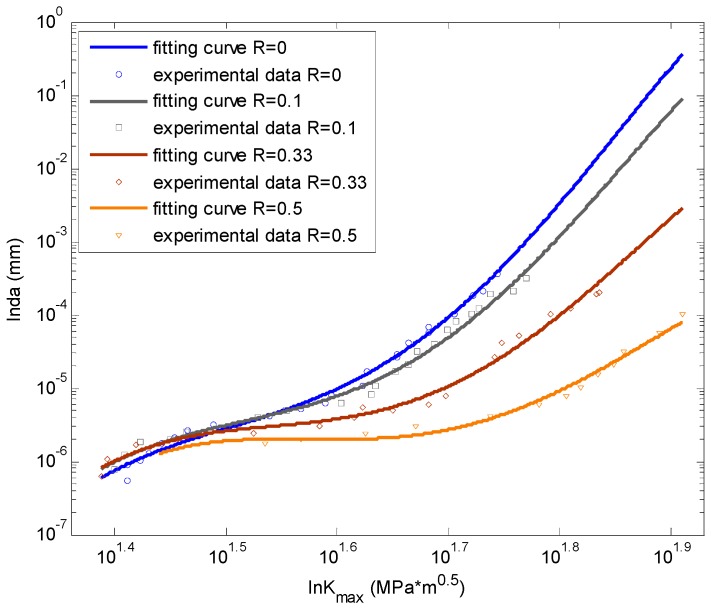 10^0
10^-1
10^-2
10^-3
10^-4
10^-5
10^-6
10^-7
lnda (mm)
fitting curve R=0
experimental data R=0
fitting curve R=0.1
experimental data R=0.1
fitting curve R=0.33
experimental data R=0.33
fitting curve R=0.5
experimental data R=0.5
10^1.4 10^1.5 10^1.6 10^1.7 10^1.8 10^1.9
lnK_max (MPa*m^0.5)